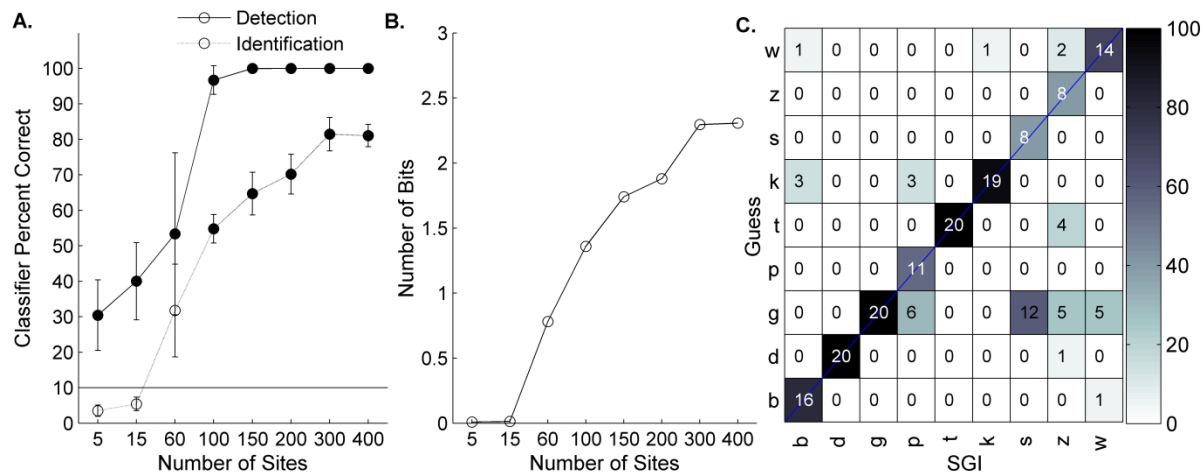 A.
Detection
Identification
Classifier Percent Correct
100
90
80
70
60
50
40
30
20
10
0
5 15 60 100 150 200 300 400
Number of Sites
B.
Number of Bits
3
2.5
2
1.5
1
0.5
0
5 15 60 100 150 200 300 400
Number of Sites
C.
Guess
w 1 0 0 0 0 1 0 2 14
z 0 0 0 0 0 0 0 8 0
s 0 0 0 0 0 0 8 0 0
k 3 0 0 3 0 19 0 0 0
t 0 0 0 0 20 0 0 4 0
p 0 0 0 11 0 0 0 0 0
g 0 0 20 6 0 0 12 5 5
d 0 20 0 0 0 0 0 1 0
b 16 0 0 0 0 0 0 0 1
b d g p t k s z w
SGI
100
80
60
40
20
0